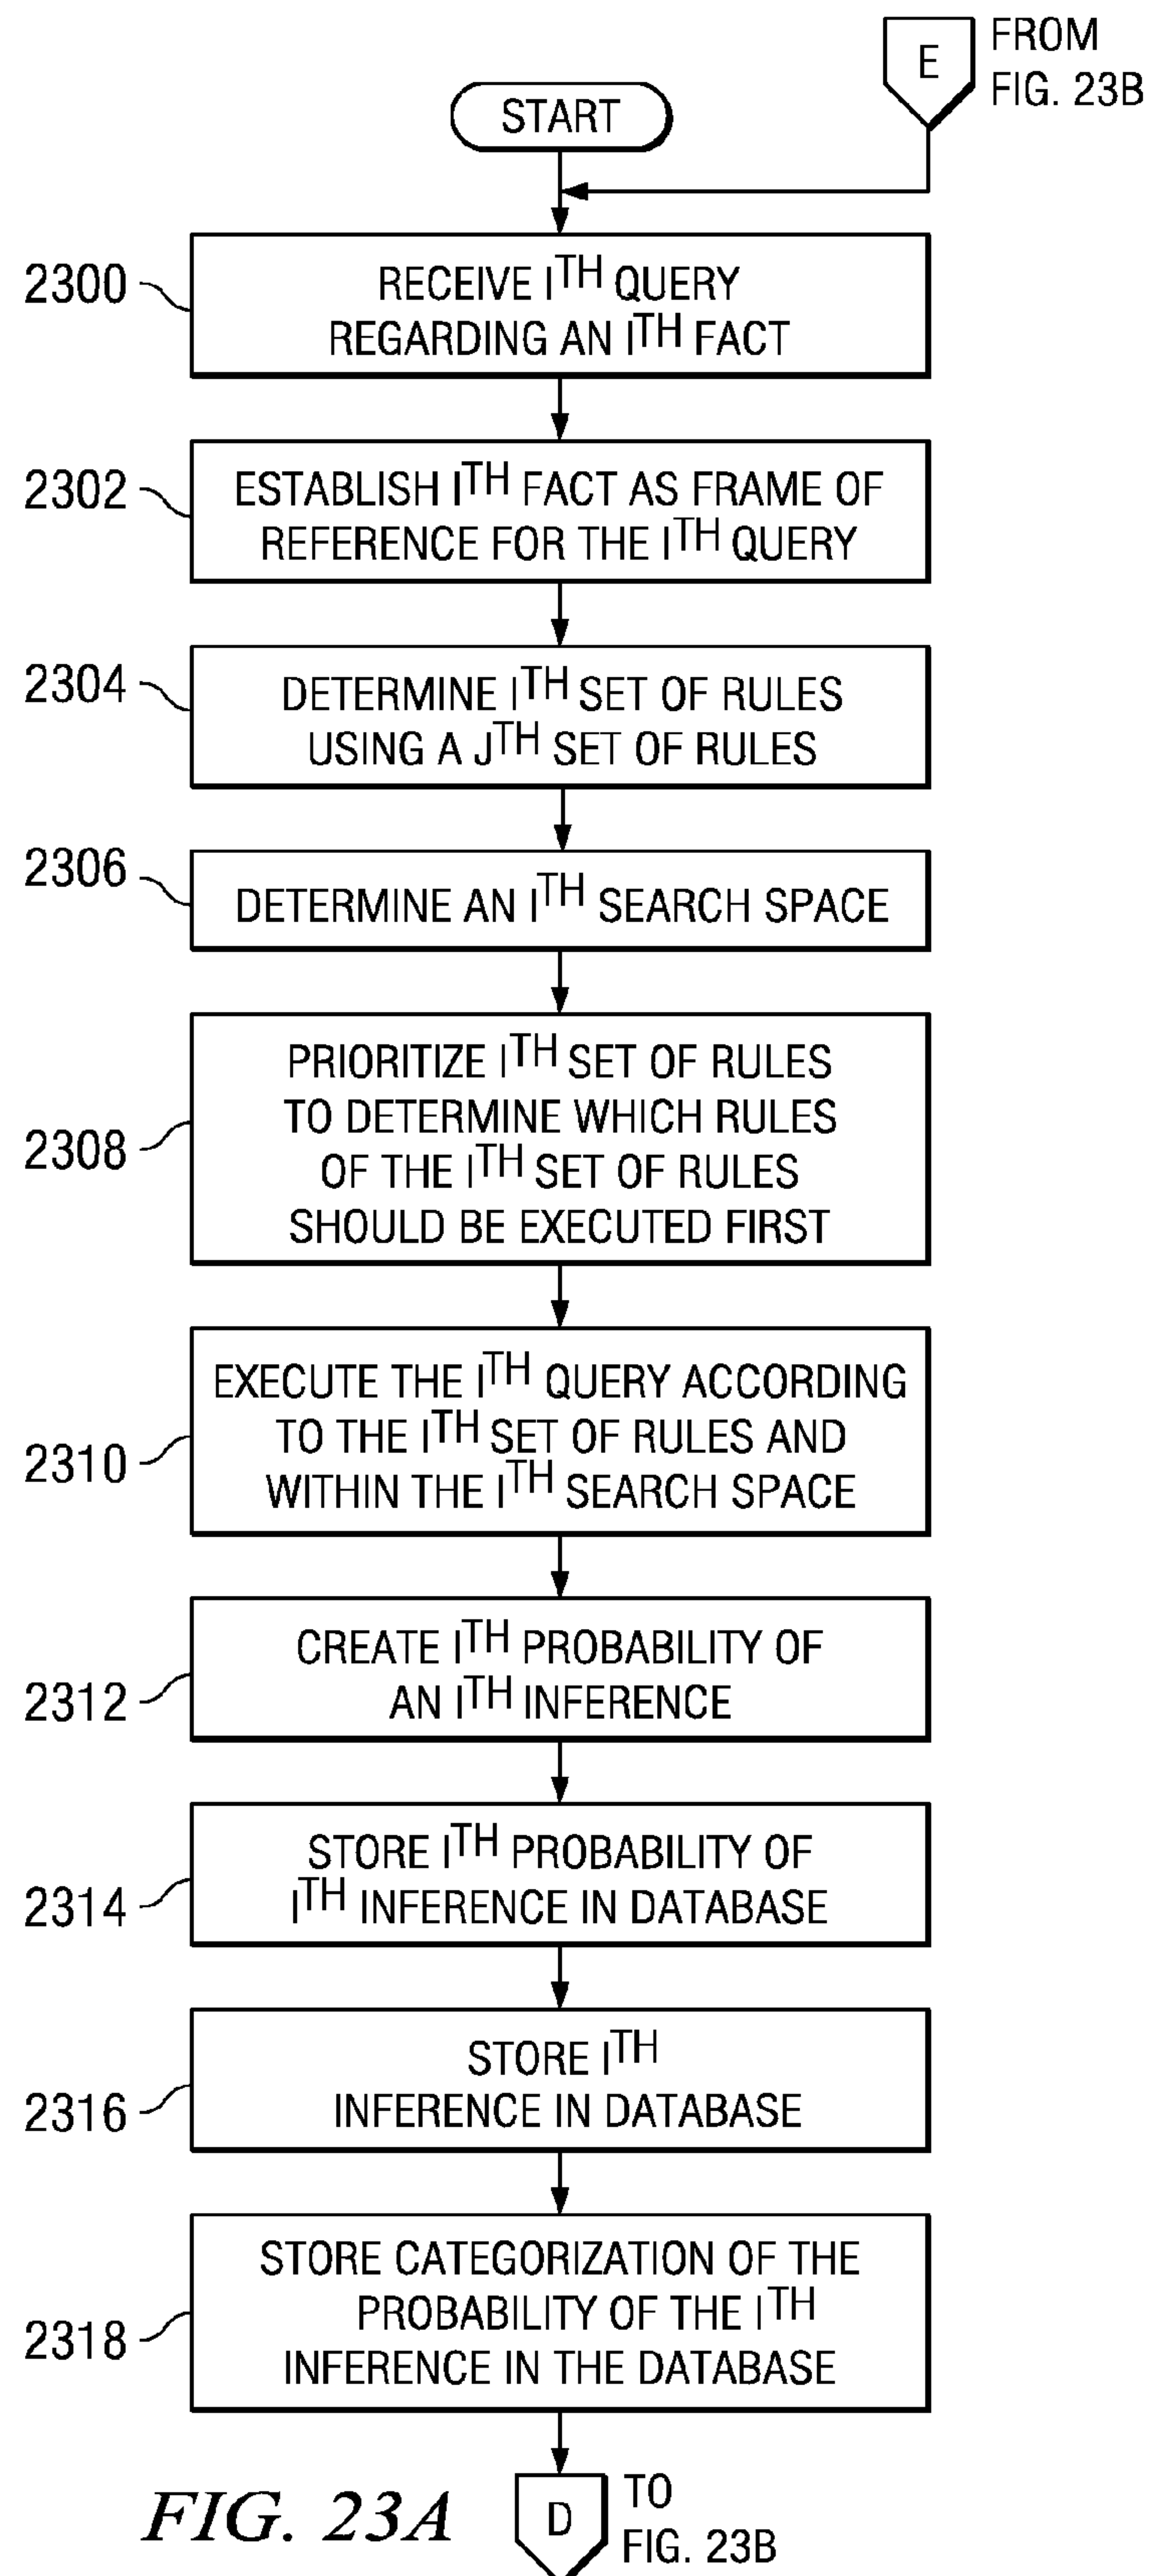 E
FROM
FIG. 23B
START
2300
RECEIVE ITH QUERY
REGARDING AN ITH FACT
2302
ESTABLISH ITH FACT AS FRAME OF
REFERENCE FOR THE ITH QUERY
2304
DETERMINE ITH SET OF RULES
USING A JTH SET OF RULES
2306
DETERMINE AN ITH SEARCH SPACE
2308
PRIORITIZE ITH SET OF RULES
TO DETERMINE WHICH RULES
OF THE ITH SET OF RULES
SHOULD BE EXECUTED FIRST
2310
EXECUTE THE ITH QUERY ACCORDING
TO THE ITH SET OF RULES AND
WITHIN THE ITH SEARCH SPACE
2312
CREATE ITH PROBABILITY OF
AN ITH INFERENCE
2314
STORE ITH PROBABILITY OF
ITH INFERENCE IN DATABASE
2316
STORE ITH
INFERENCE IN DATABASE
2318
STORE CATEGORIZATION OF THE
PROBABILITY OF THE ITH
INFERENCE IN THE DATABASE
FIG. 23A
D
TO
FIG. 23B